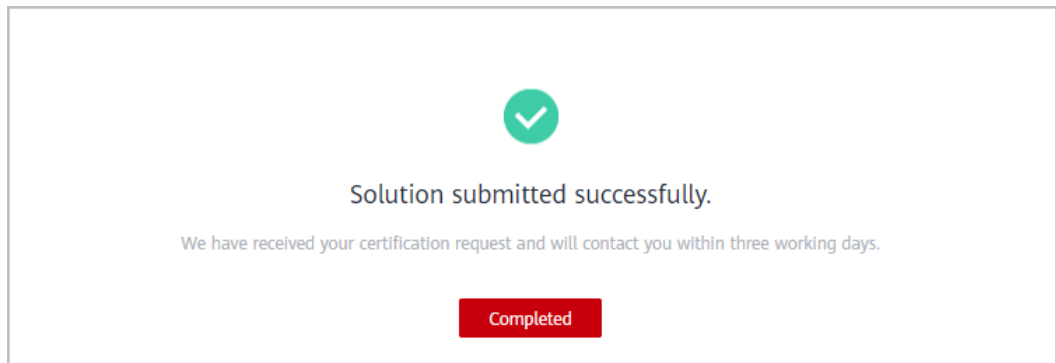 Solution submitted successfully.
We have received your certification request and will contact you within three working days.
Completed